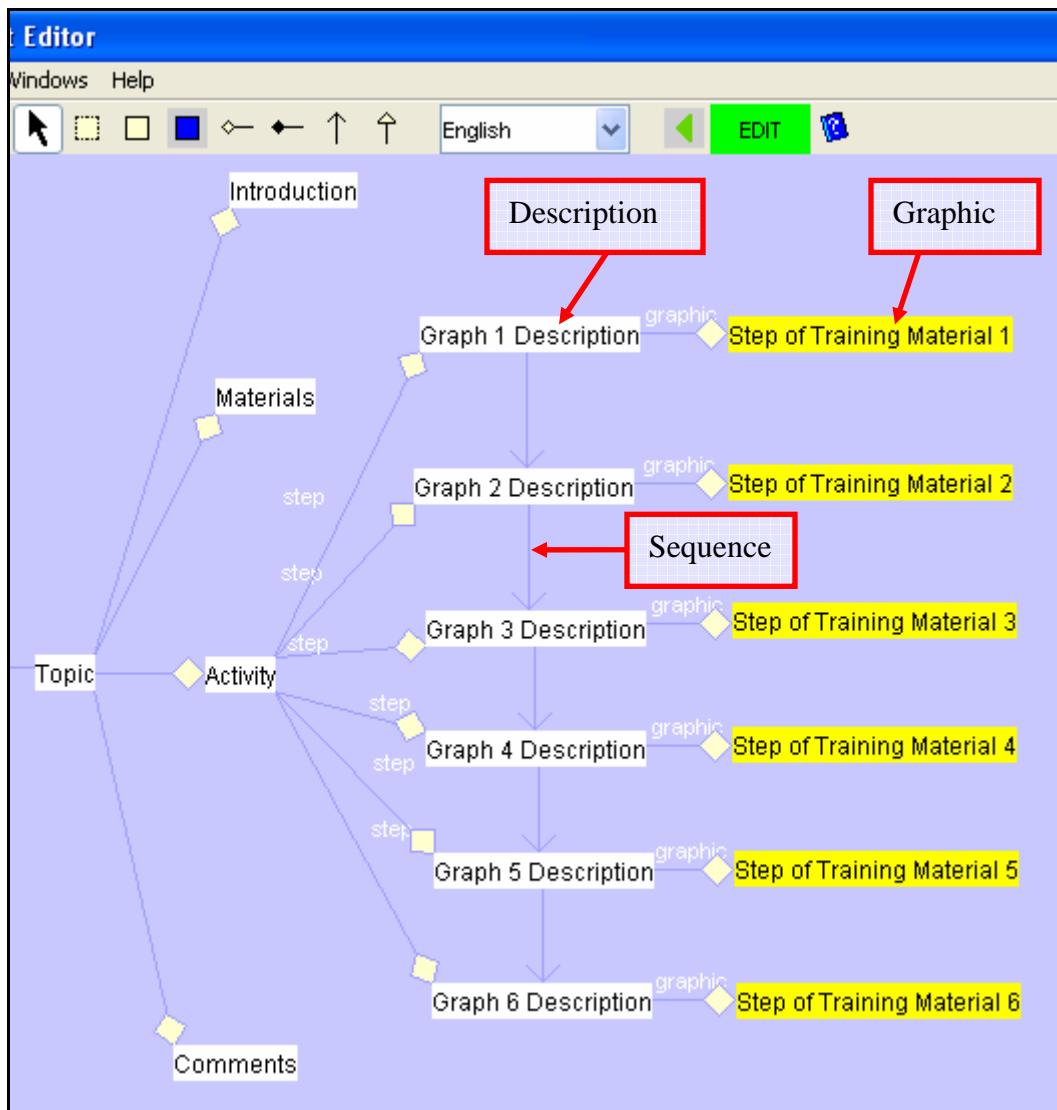 t Editor
Windows Help
English EDIT
Introduction
Description Graphic
graphic
Graph 1 Description Step of Training Material 1
Materials
graphic
Graph 2 Description Step of Training Material 2
step
Sequence
step
graphic
Graph 3 Description Step of Training Material 3
step
Topic Activity
step graphic
Graph 4 Description Step of Training Material 4
step
step
graphic
Graph 5 Description Step of Training Material 5
graphic
Graph 6 Description Step of Training Material 6
Comments